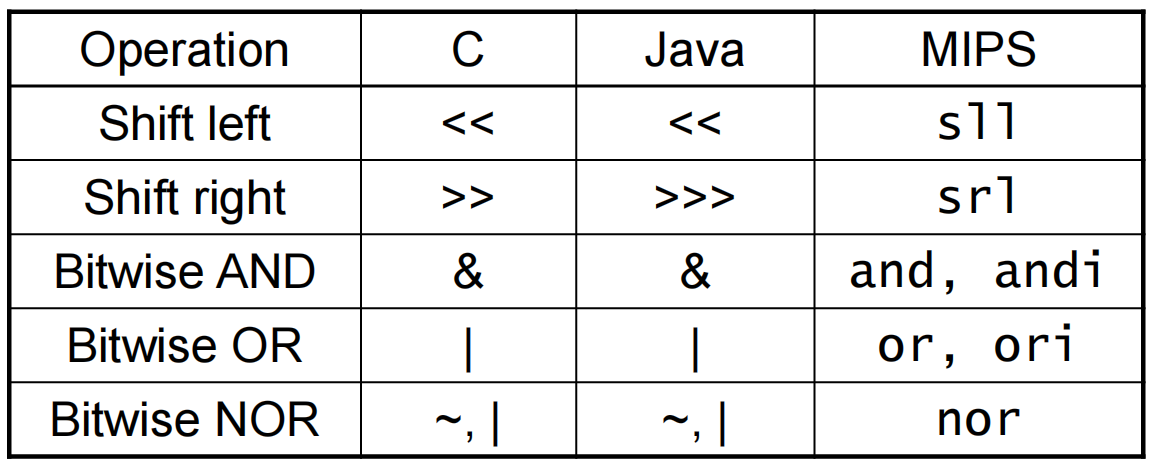 Operation C Java MIPS
Shift left << << sll
Shift right >> >>> srl
Bitwise AND & & and, andi
Bitwise OR | | or, ori
Bitwise NOR ~, | ~, | nor